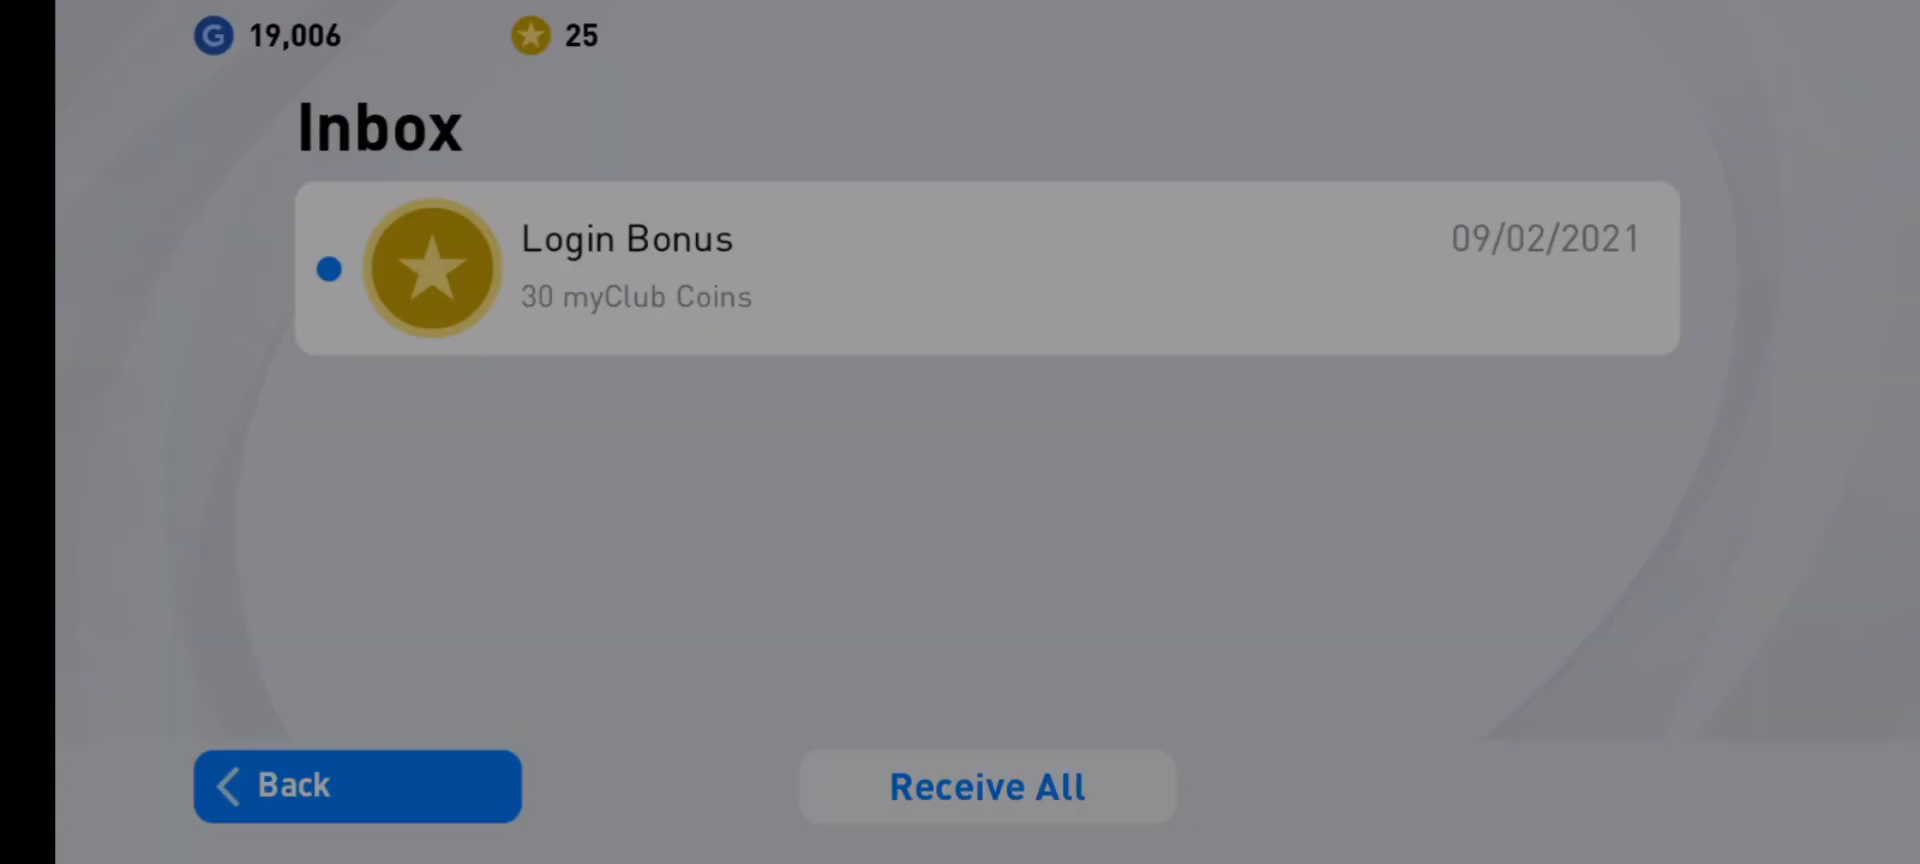 G 19,006 25
Inbox
Login Bonus 09/02/2021
30 myClub Coins
Back Receive All